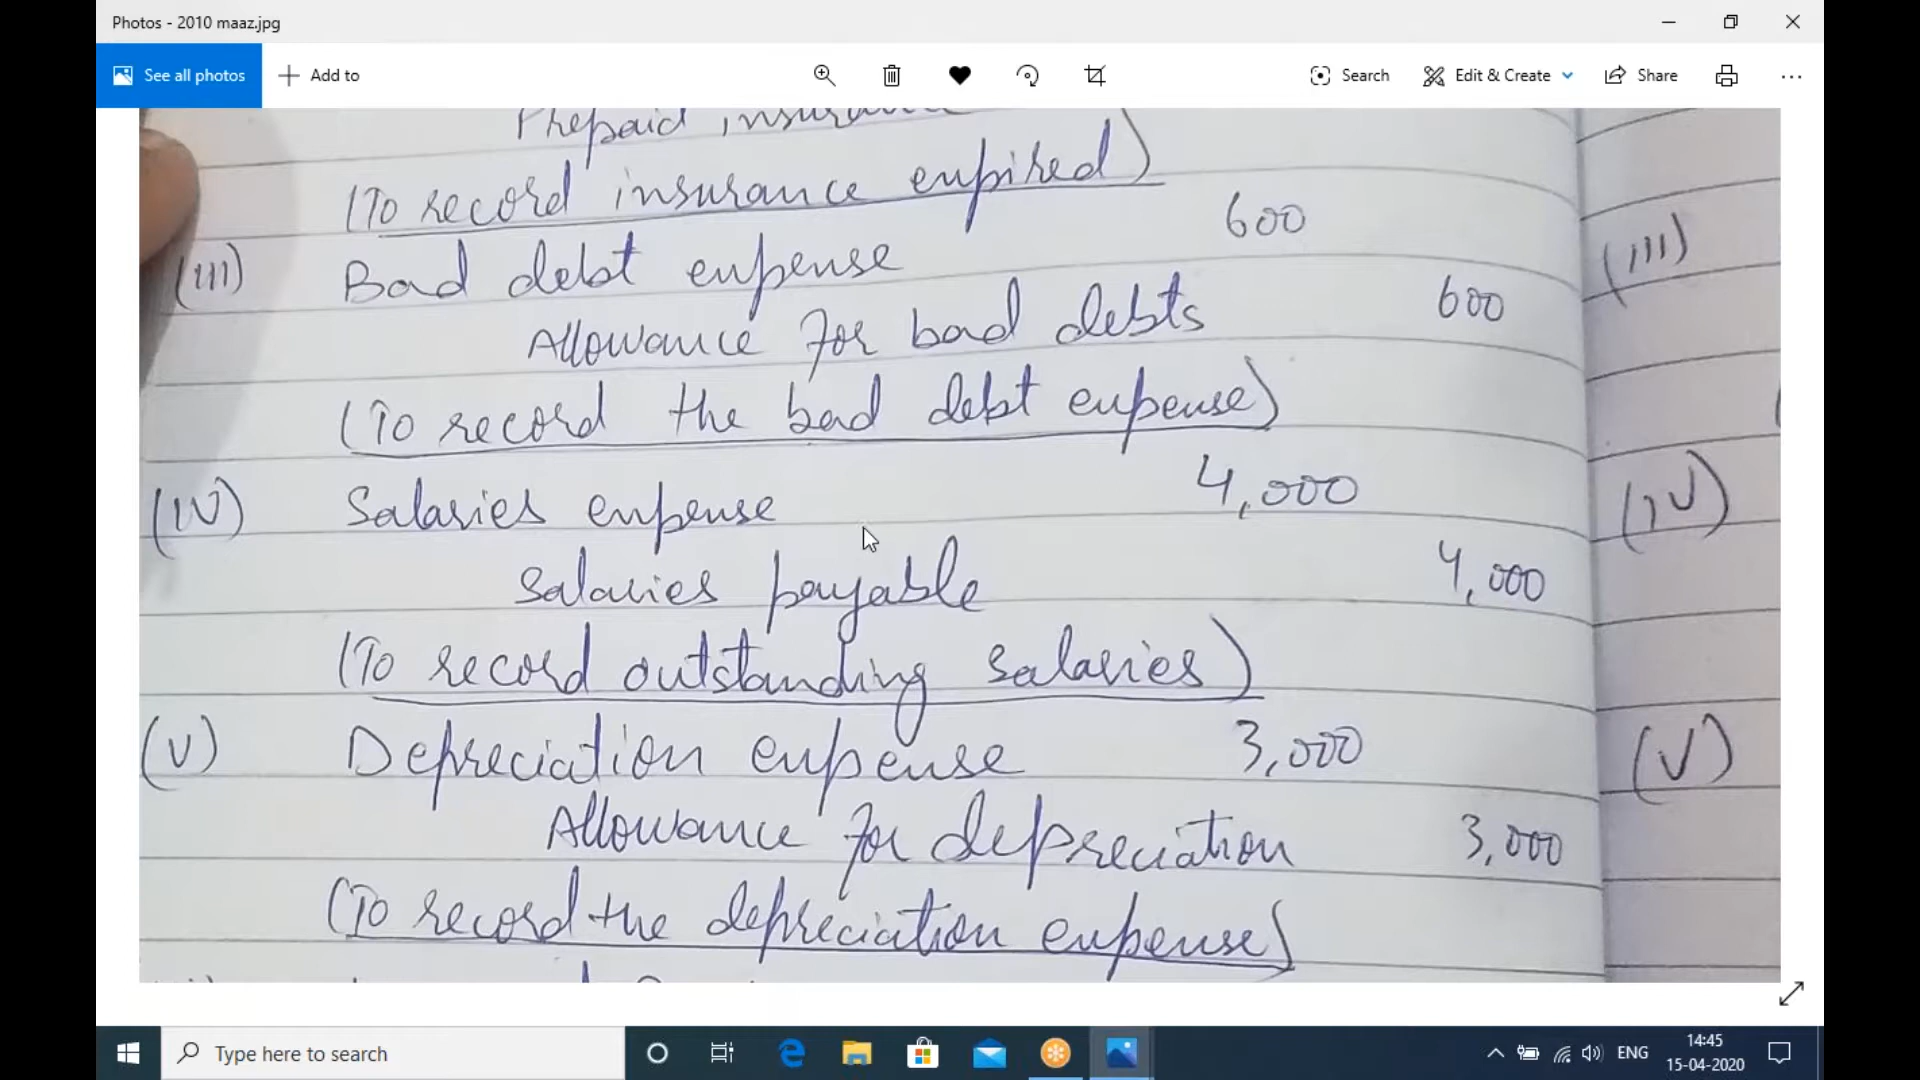 Photos - 2010 maaz.jpg
See all photos
Add to
Search
Edit & Create
Share
Prepaid insurance
(To record insurance expired)
(III) Bad debt expense 600
Allowance for bad debts 600
(To record the bad debt expense)
(IV) Salaries expense 4,000
Salaries payable 4,000
(To record outstanding salaries)
(V) Depreciation expense 3,000
Allowance for depreciation 3,000
(To record the depreciation expense)
(III)
(IV)
(V)
Type here to search
ENG
14:45
15-04-2020